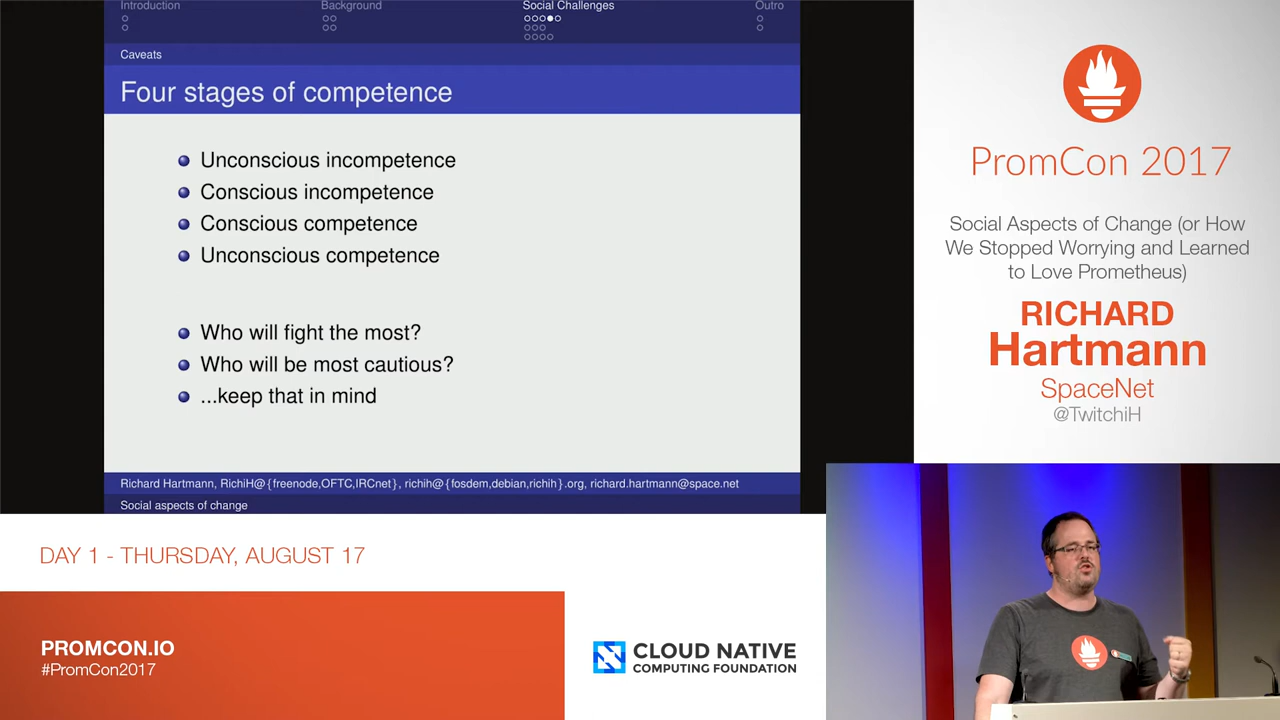 Introduction
Background
Social Challenges
Outro
Caveats
Four stages of competence
Unconscious incompetence
Conscious incompetence
Conscious competence
Unconscious competence
Who will fight the most?
Who will be most cautious?
...keep that in mind
Richard Hartmann, RichiH@{freenode,OFTC,IRCnet}, richih@{fosdem,debian,richih}.org, richard.hartmann@space.net
Social aspects of change
PromCon 2017
Social Aspects of Change (or How
We Stopped Worrying and Learned
to Love Prometheus)
RICHARD
Hartmann
SpaceNet
@TwitchiH
DAY 1 - THURSDAY, AUGUST 17
PROMCON.IO
#PromCon2017
CLOUD NATIVE
COMPUTING FOUNDATION